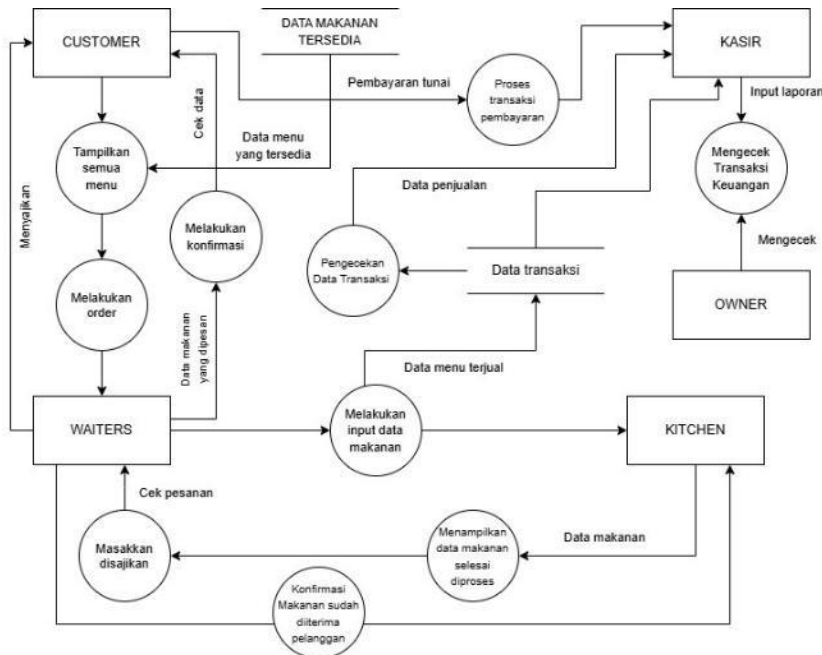 CUSTOMER
DATA MAKANAN
TERSEDIA
KASIR
Pembayaran tunai
Proses
transaksi
pembayaran
Input laporan
Cek data
Data menu
yang tersedia
Tampilkan
semua
menu
Mengecek
Transaksi
Keuangan
Menyajikan
Melakukan
konfirmasi
Data penjualan
Mengecek
Pengecekan
Data Transaksi
Data transaksi
Melakukan
order
OWNER
Data makanan
yang dipesan
Data menu terjual
WAITERS
Melakukan
input data
makanan
KITCHEN
Cek pesanan
Masakkan
disajikan
Menampilkan
data makanan
selesai
diproses
Data makanan
Konfirmasi
Makanan sudah
diiterima
pelanggan